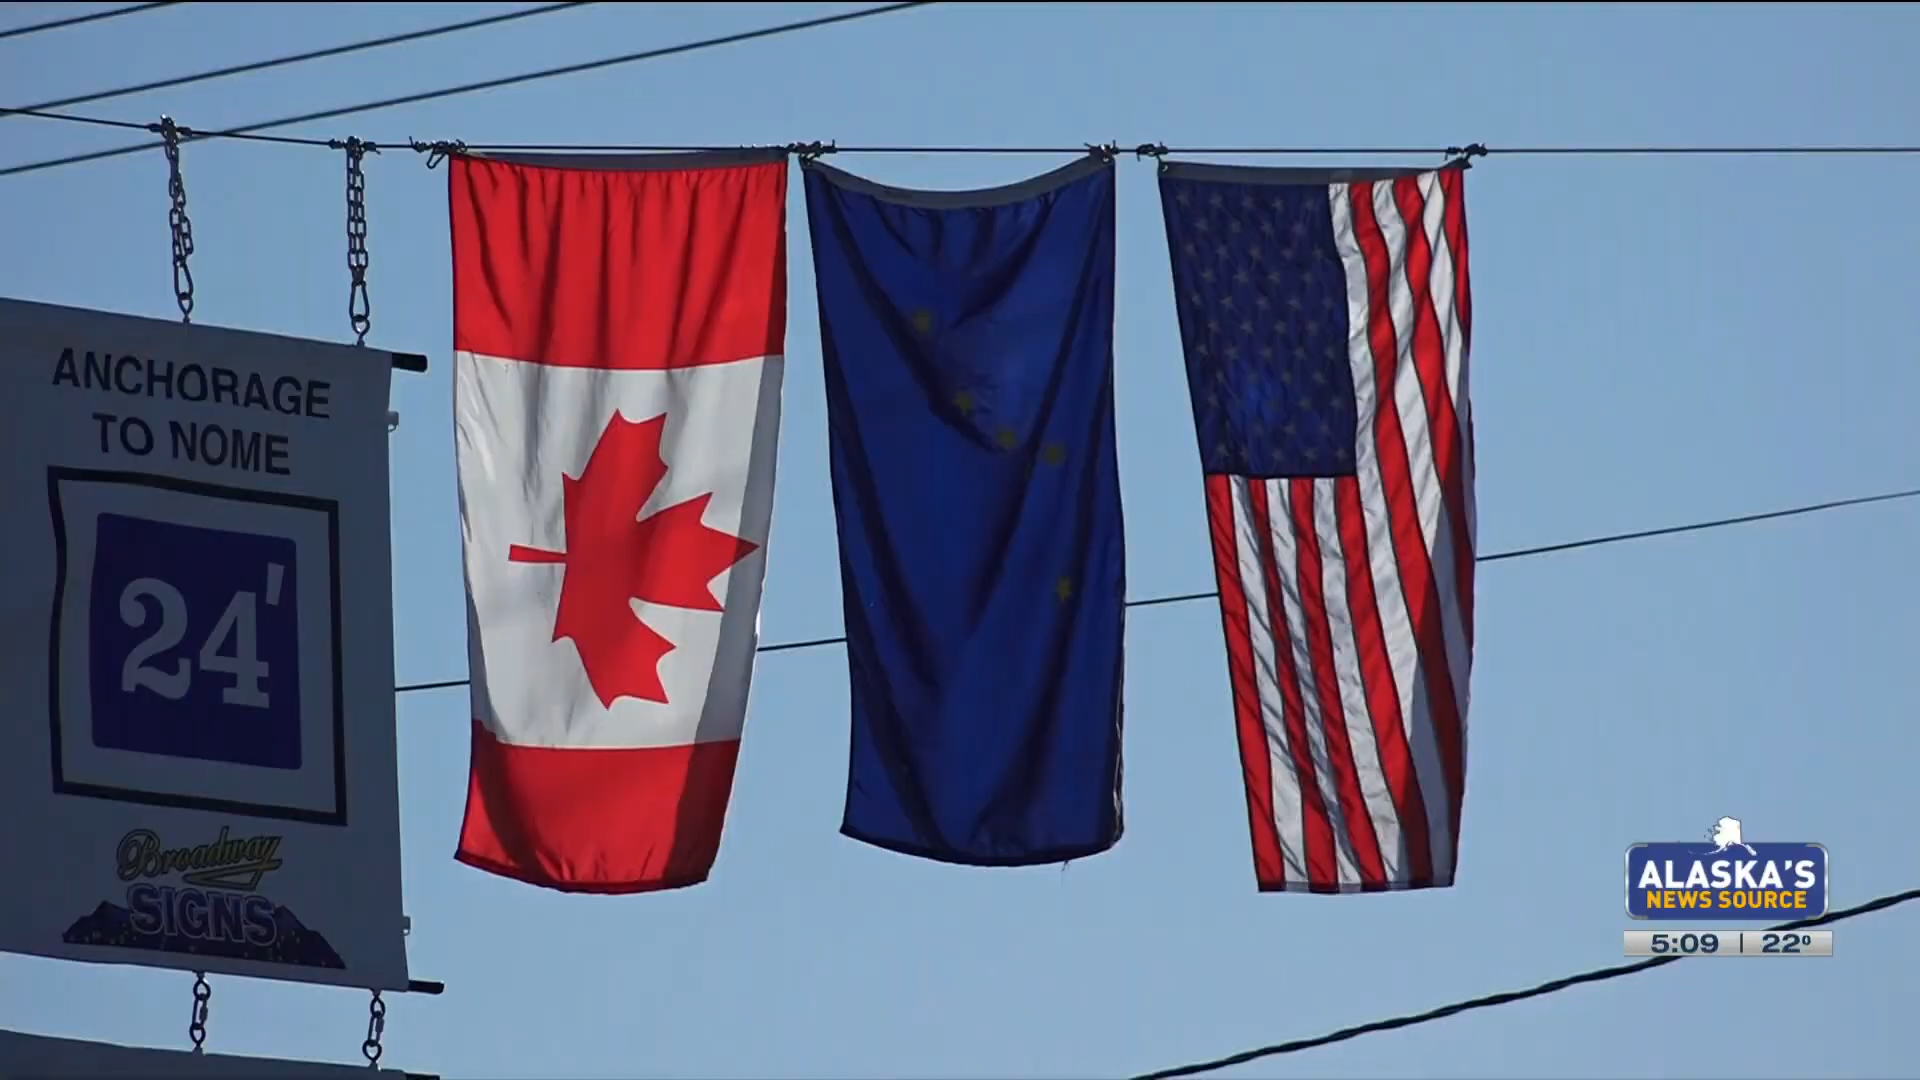 ANCHORAGE
TO NOME
24'
Broadway
SIGNS
ALASKA'S
NEWS SOURCE
5:09 | 22°